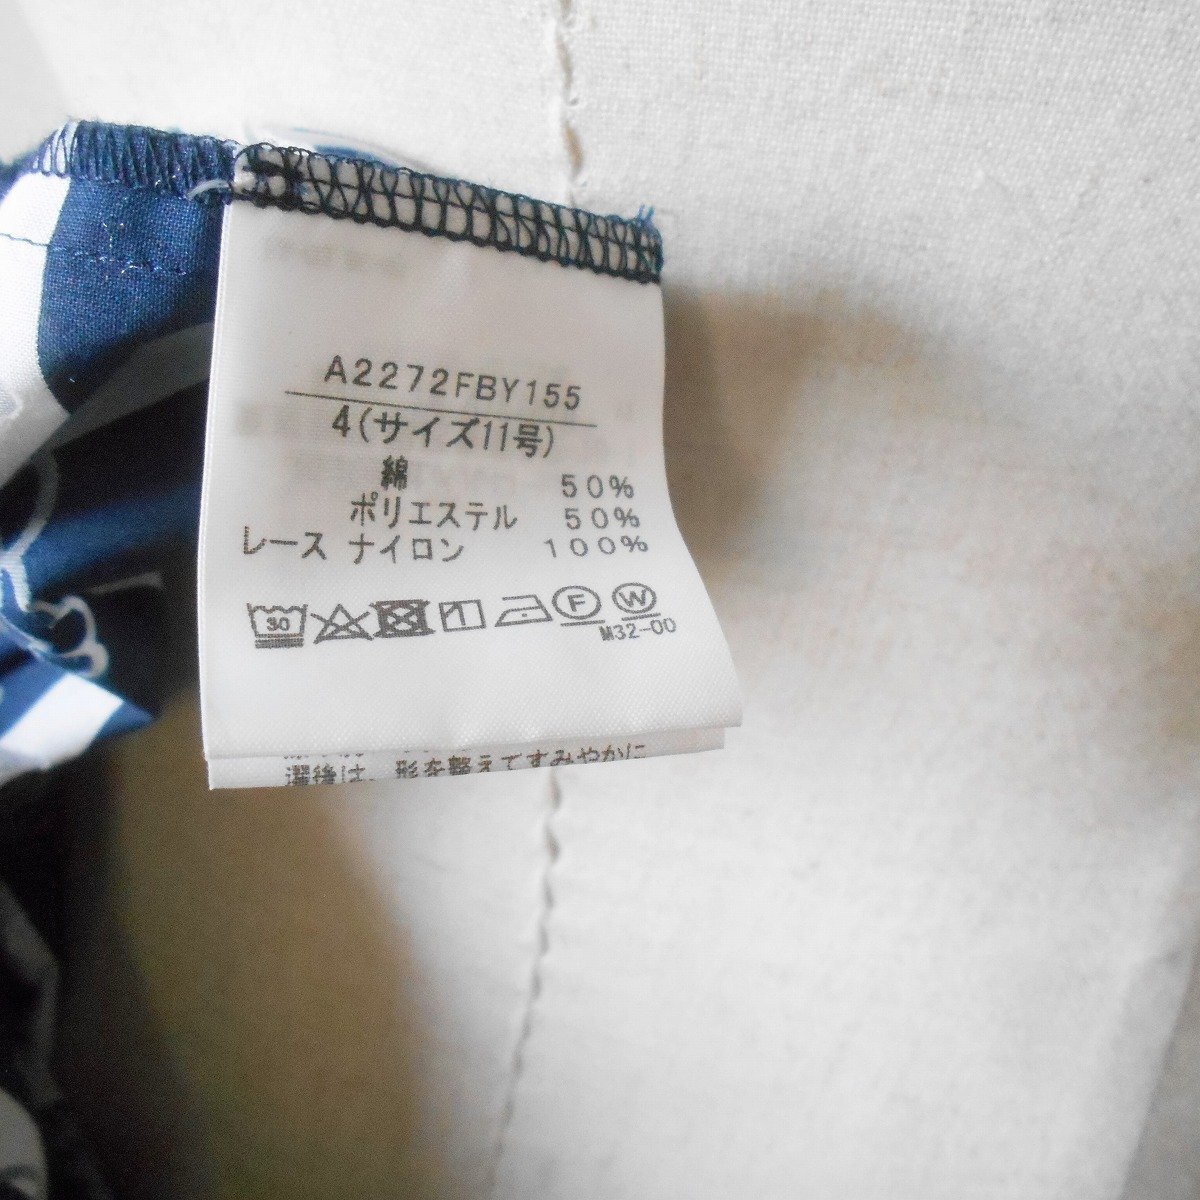 A2272FBY155
4(サイズ11号)
綿 50%
ポリエステル 50%
レース ナイロン 100%
30 F W
M32-00
濯後は、形を整えてすみやかに